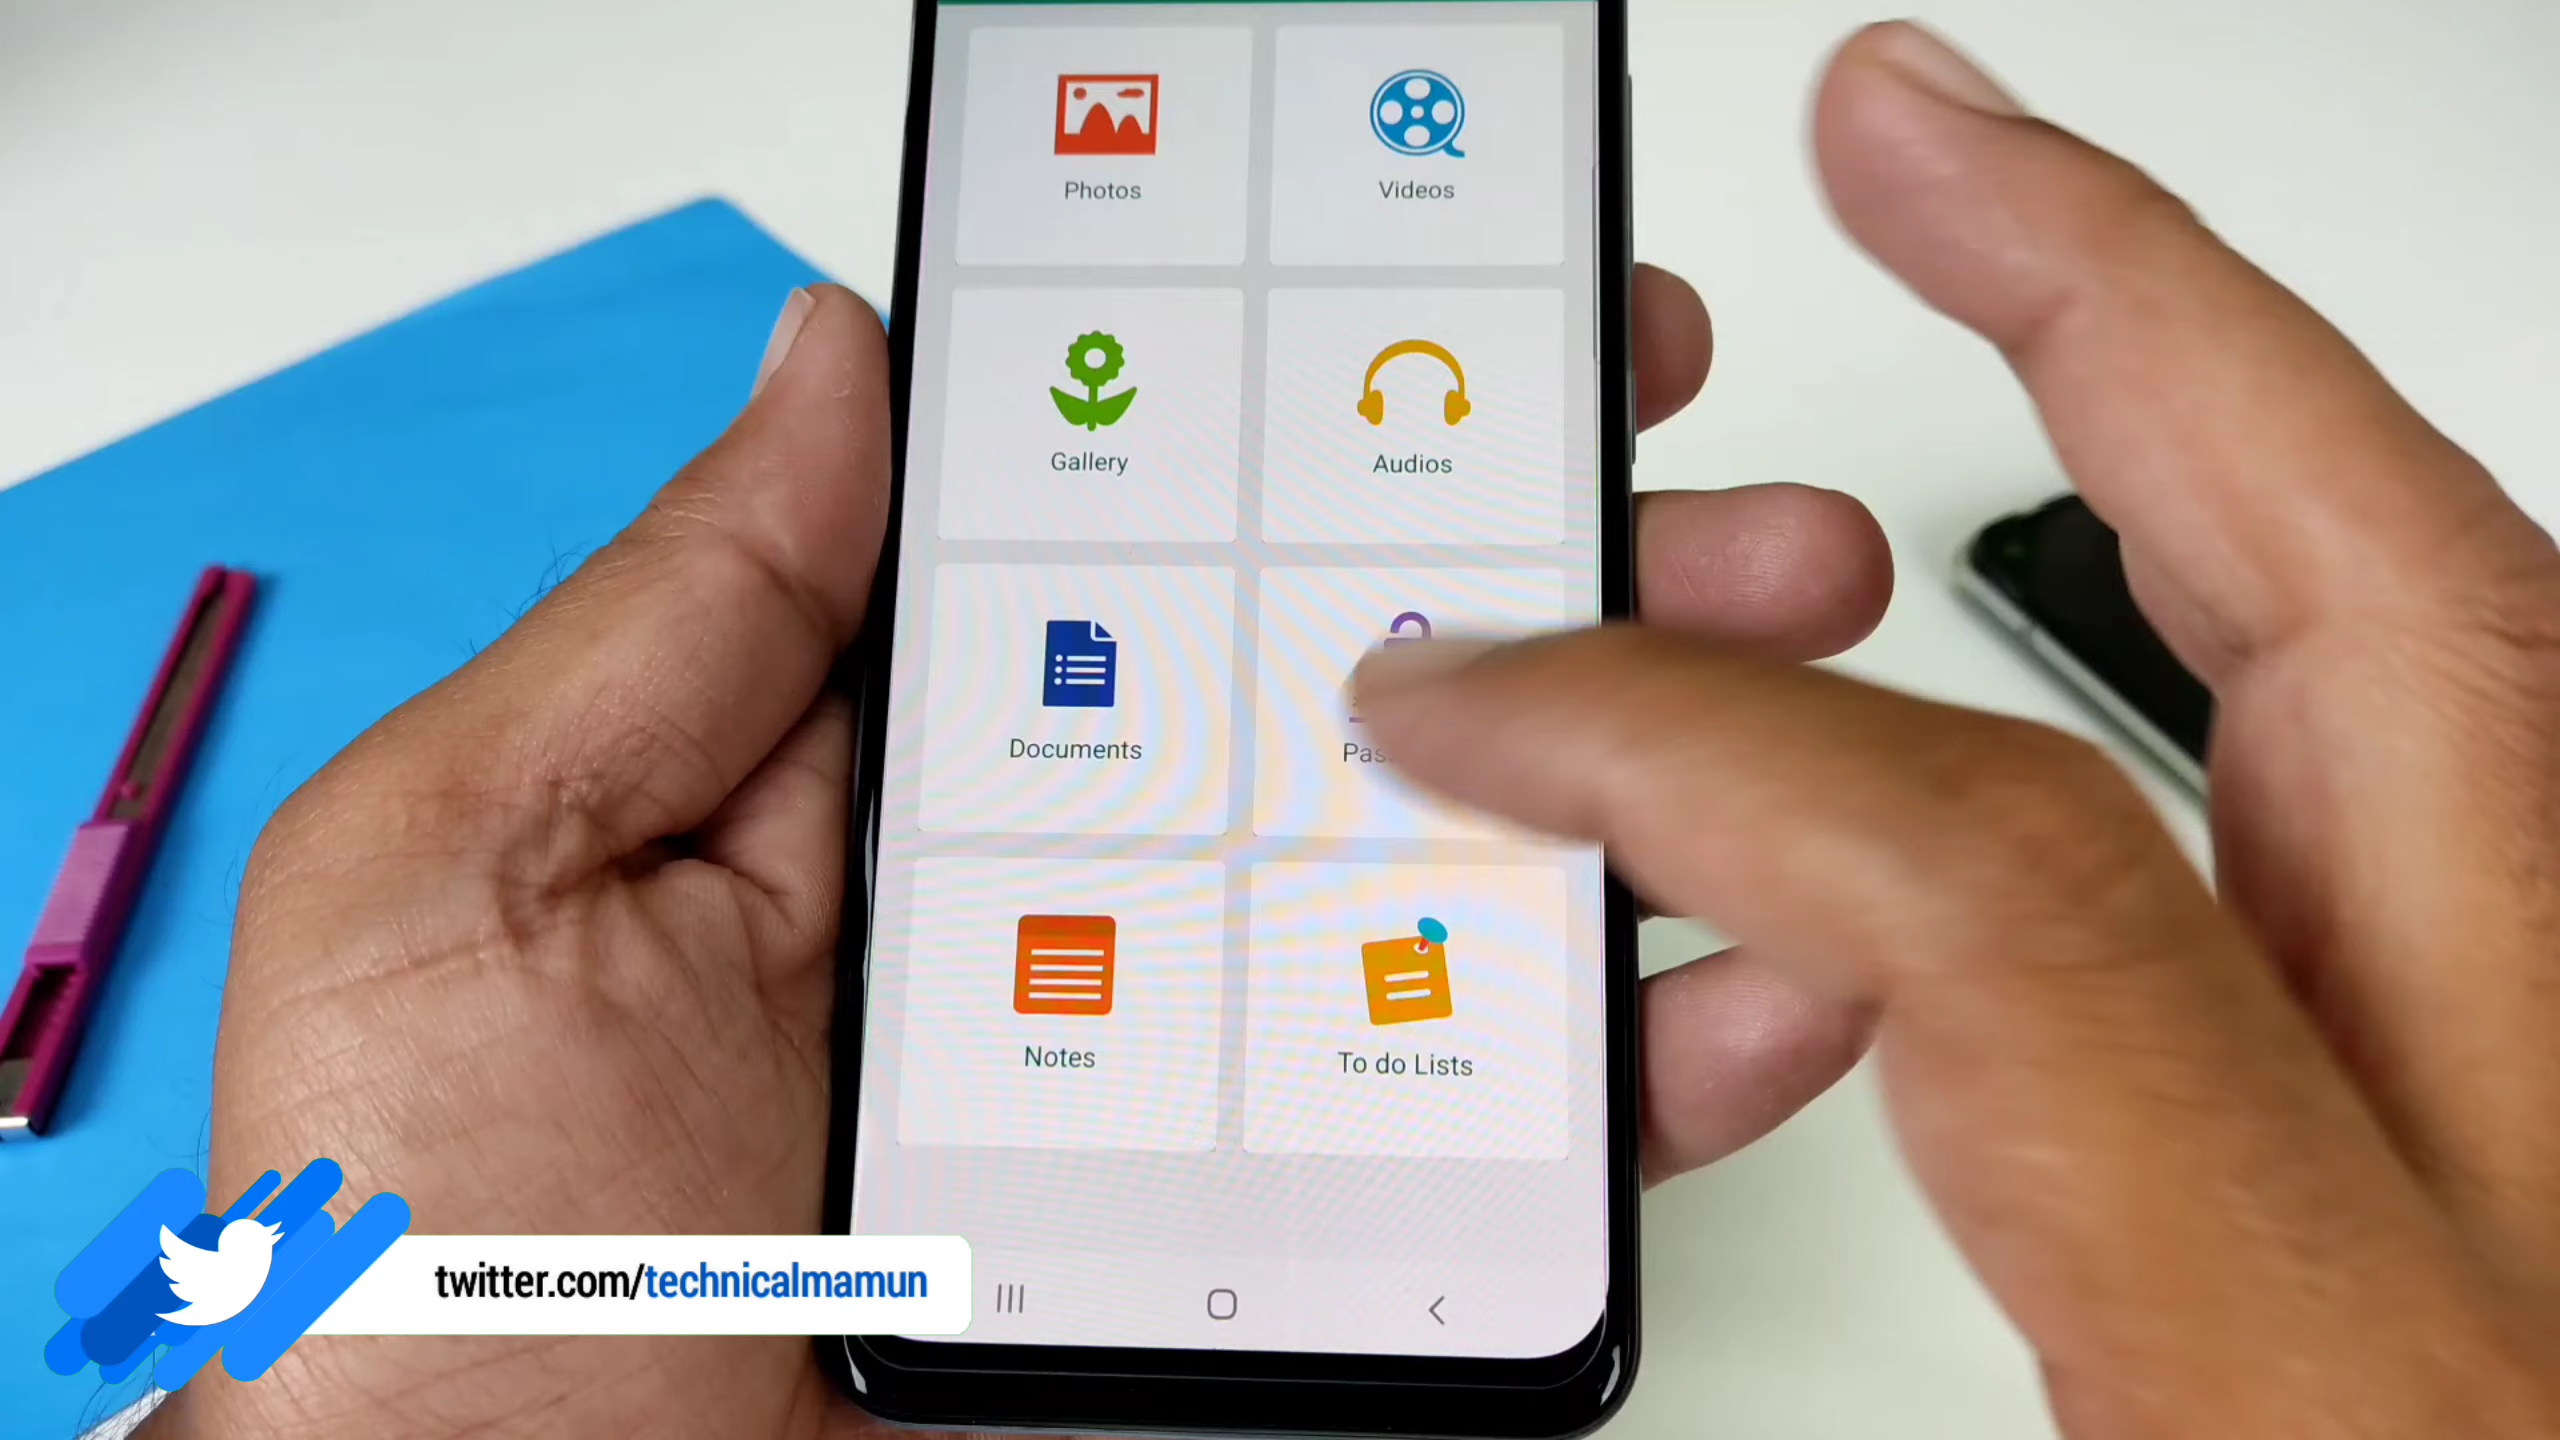 Photos
Videos
Gallery
Audios
Documents
Notes
To do Lists
twitter.com/technicalmamun